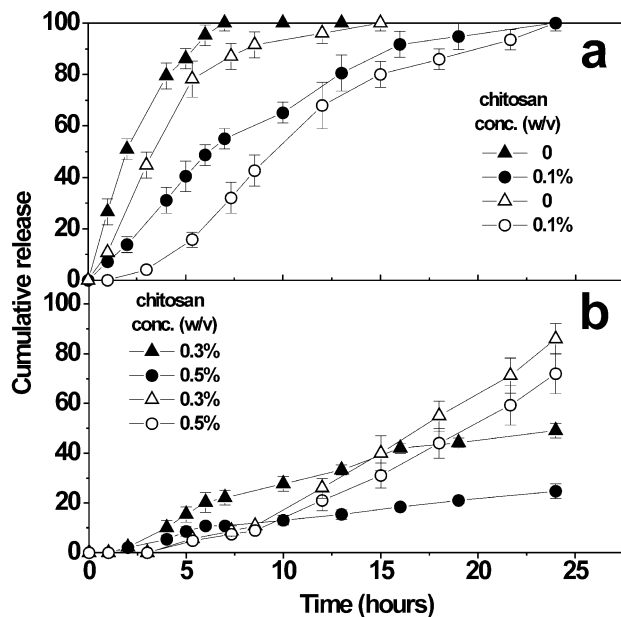 100
80
60
40
20
0
a
chitosan
conc. (w/v)
0
0.1%
0
0.1%
Cumulative release
100
80
60
40
20
0
b
chitosan
conc. (w/v)
0.3%
0.5%
0.3%
0.5%
0 5 10 15 20 25
Time (hours)